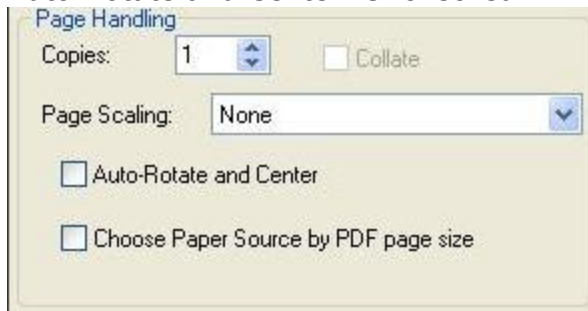 Page Handling
Copies: 1 Collate
Page Scaling: None
Auto-Rotate and Center
Choose Paper Source by PDF page size